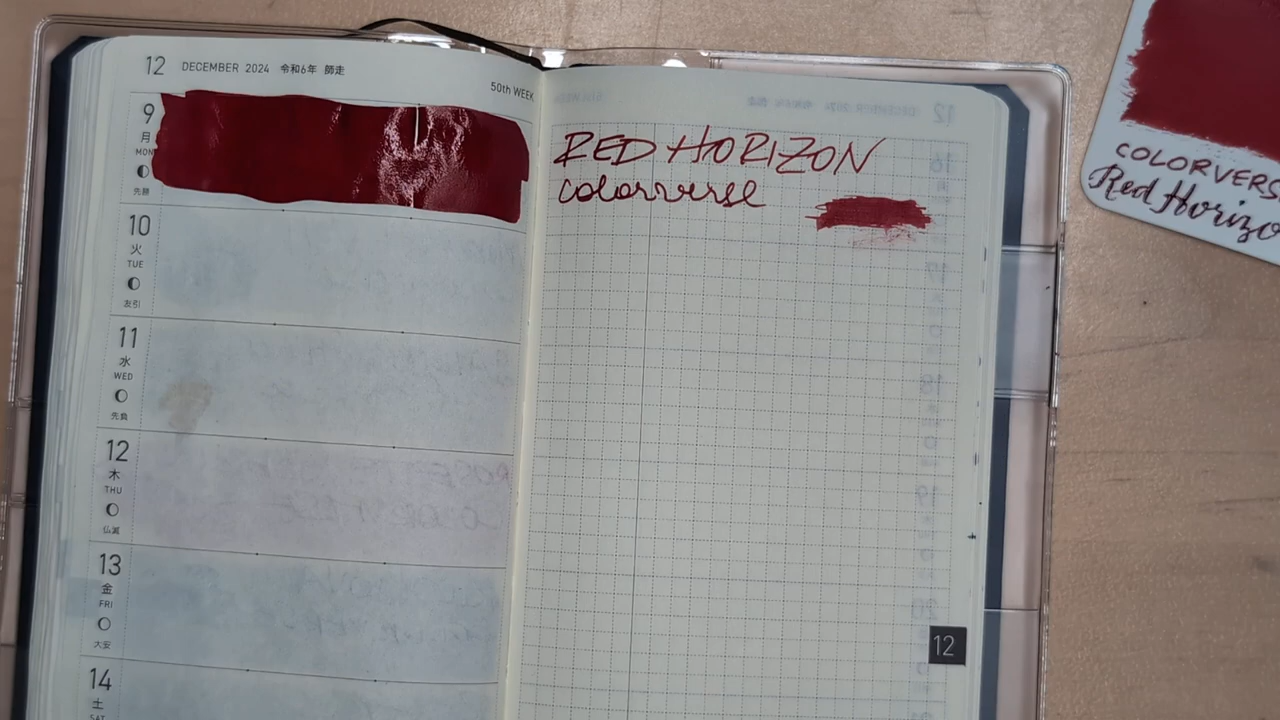 12 DECEMBER 2024 令和6年 師走
50th WEEK
9
月
MON
先勝
10
火
TUE
友引
11
水
WED
先負
12
木
THU
仏滅
13
金
FRI
大安
14
土
SAT
RED HORIZON
colorverse
12
COLORVERS
Red Horizo